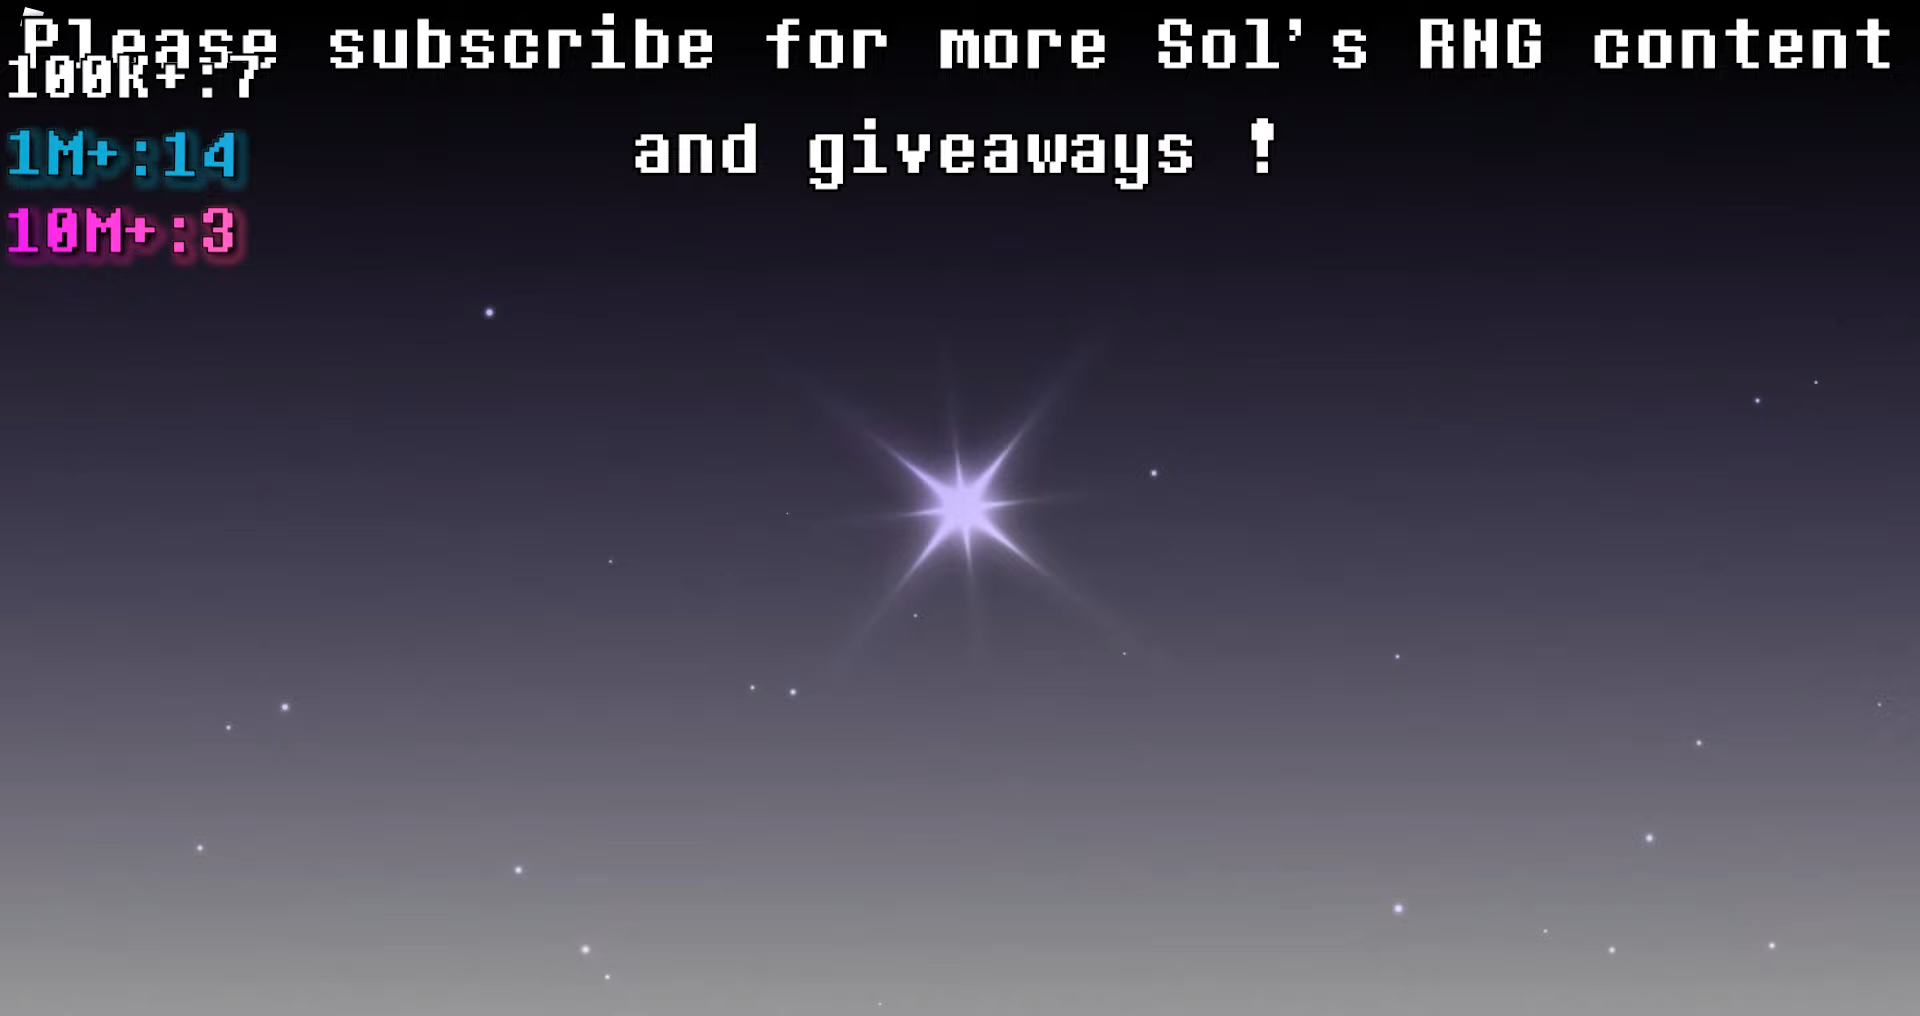 Please subscribe for more Sol's RNG content
and giveaways !
100K+:7
1M+:14
10M+:3